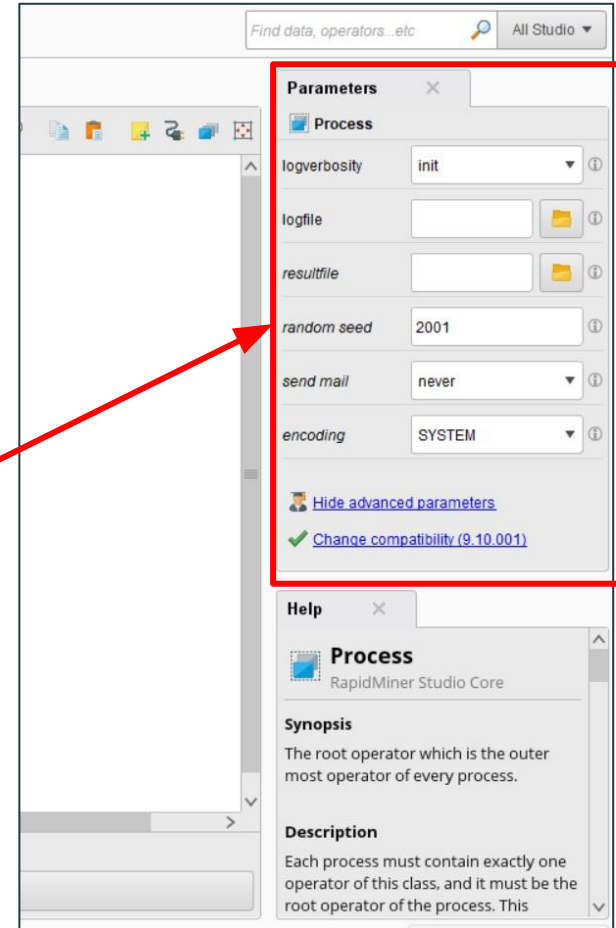 Find data, operators...etc
All Studio
Parameters
Process
logverbosity init
logfile
resultfile
random seed 2001
send mail never
encoding SYSTEM
Hide advanced parameters
Change compatibility (9.10.001)
Help
Process
RapidMiner Studio Core
Synopsis
The root operator which is the outer
most operator of every process.
Description
Each process must contain exactly one
operator of this class, and it must be the
root operator of the process. This